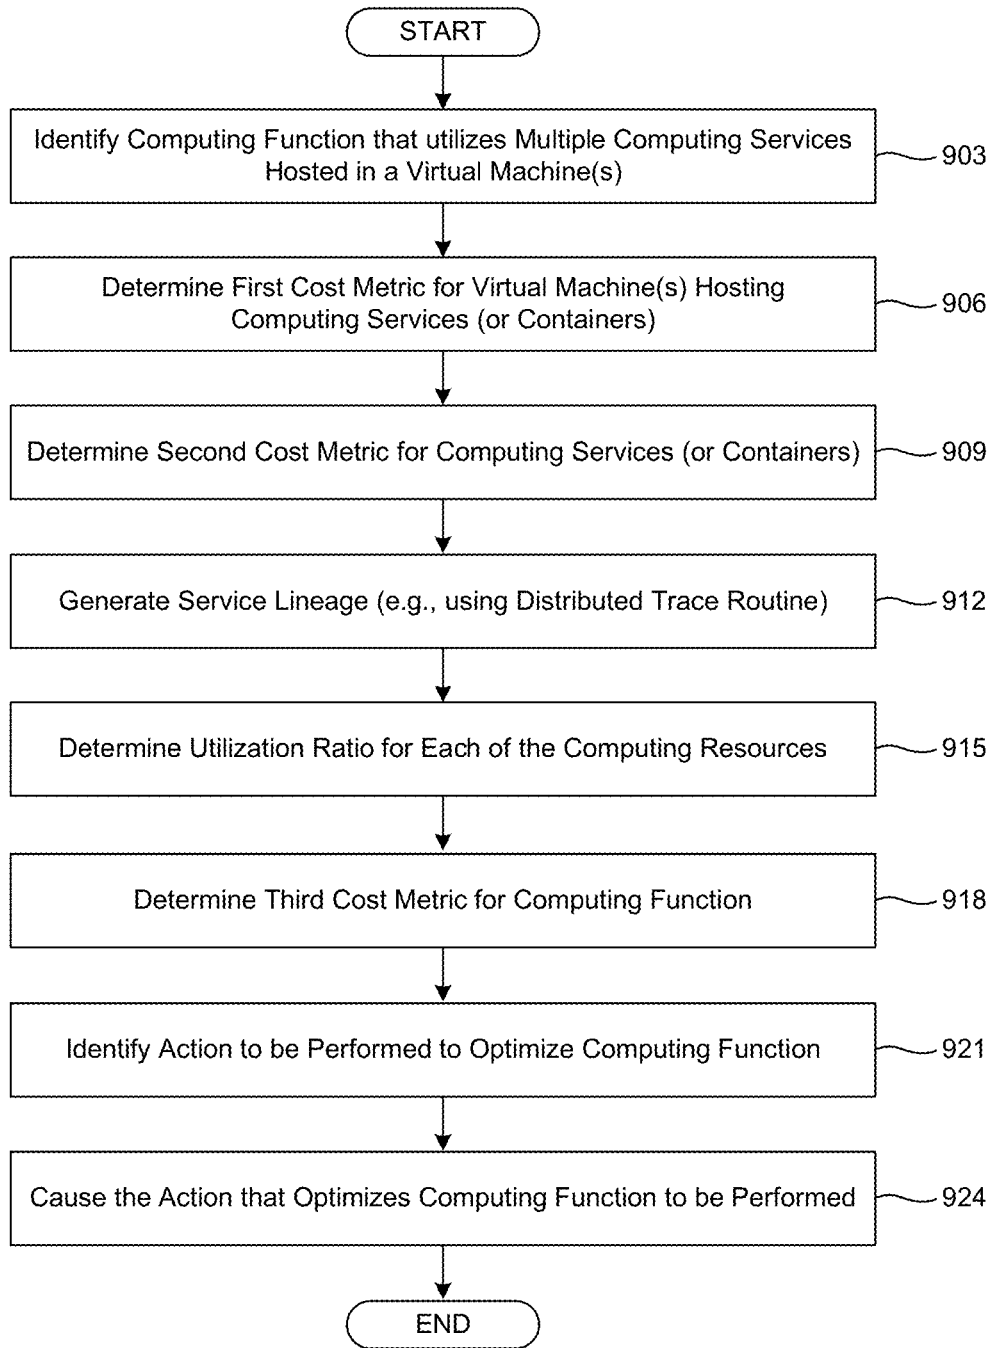 START
Identify Computing Function that utilizes Multiple Computing Services
Hosted in a Virtual Machine(s)
903
Determine First Cost Metric for Virtual Machine(s) Hosting
Computing Services (or Containers)
906
Determine Second Cost Metric for Computing Services (or Containers)
909
Generate Service Lineage (e.g., using Distributed Trace Routine)
912
Determine Utilization Ratio for Each of the Computing Resources
915
Determine Third Cost Metric for Computing Function
918
Identify Action to be Performed to Optimize Computing Function
921
Cause the Action that Optimizes Computing Function to be Performed
924
END